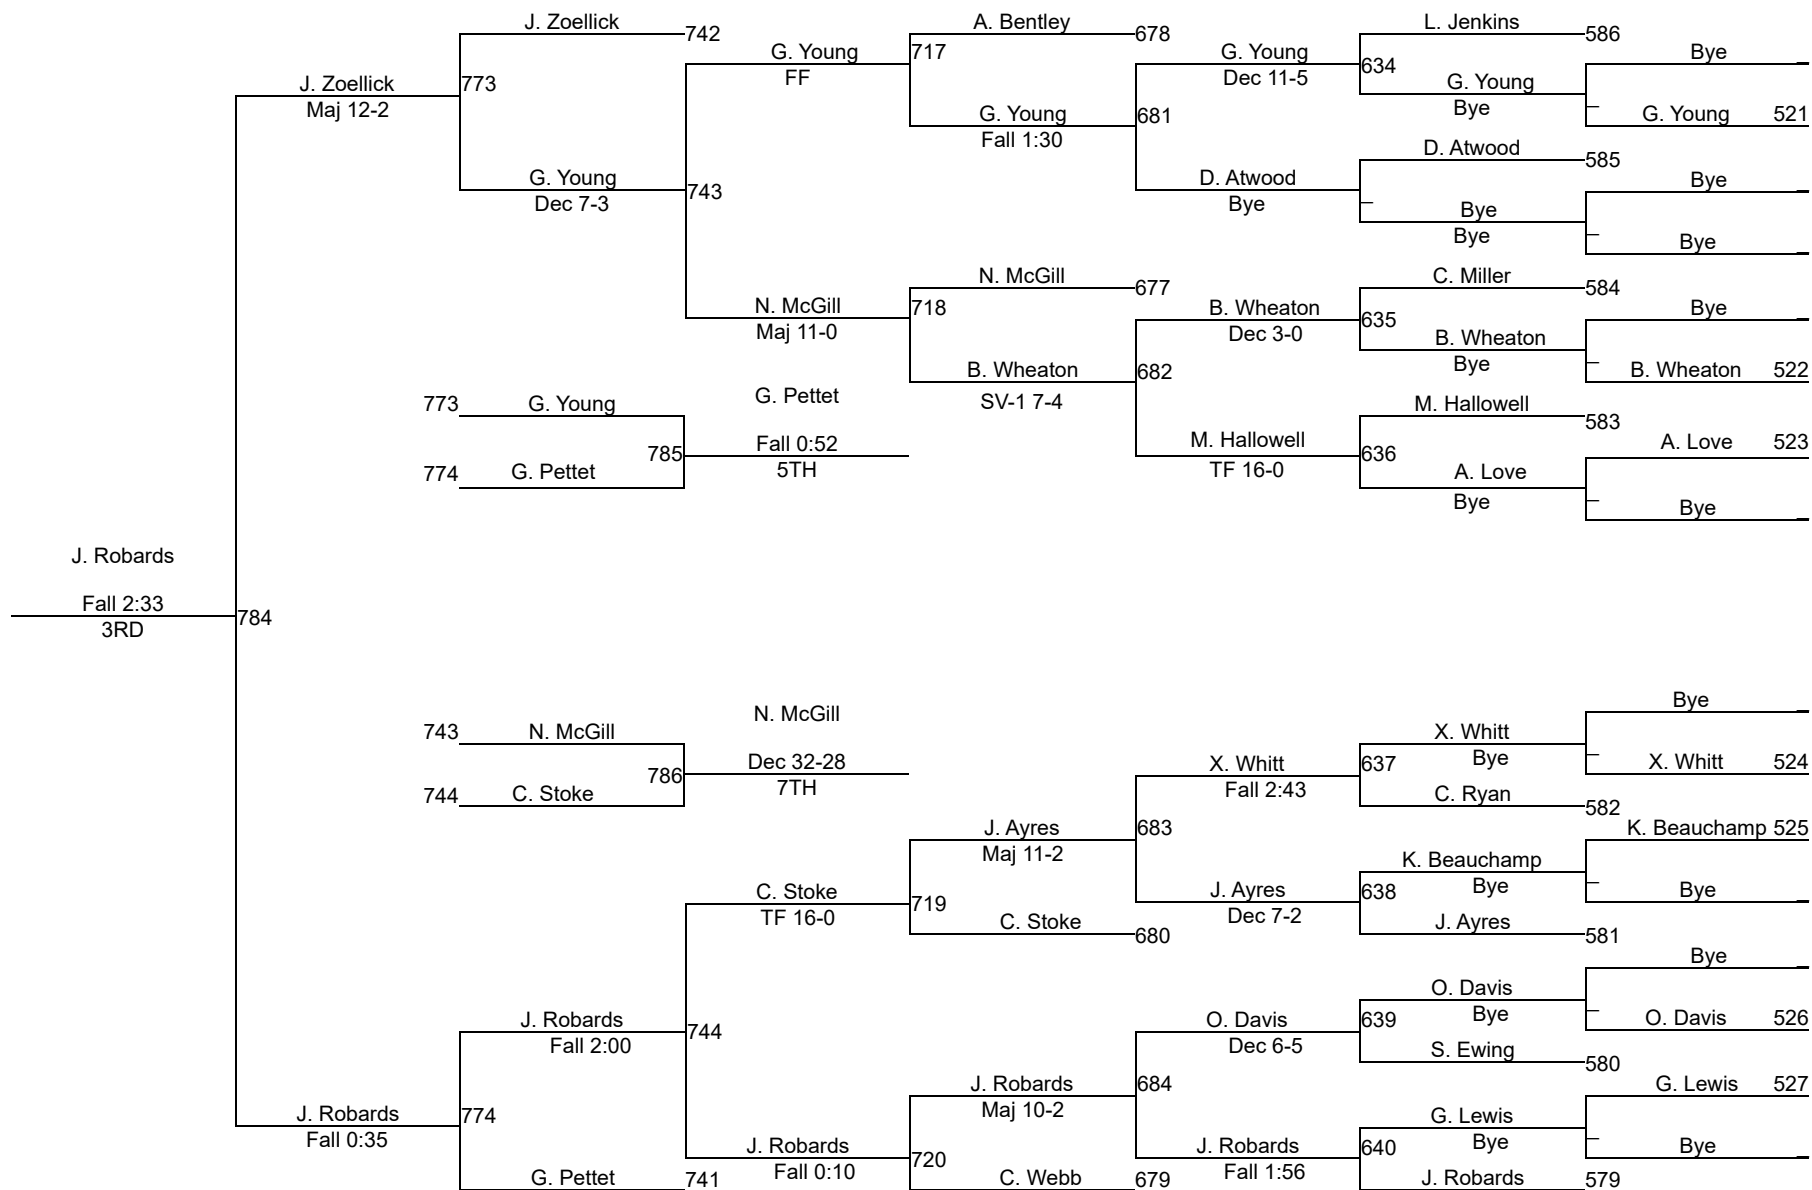 J. Zoellick
742
A. Bentley
678
L. Jenkins
586
G. Young
FF
717
G. Young
Dec 11-5
634
Bye
J. Zoellick
Maj 12-2
773
G. Young
Bye
G. Young
Fall 1:30
681
G. Young 521
D. Atwood
585
G. Young
Dec 7-3
743
D. Atwood
Bye
Bye
Bye
Bye
Bye
N. McGill
677
C. Miller
584
N. McGill
Maj 11-0
718
B. Wheaton
Dec 3-0
635
Bye
B. Wheaton
Bye
B. Wheaton
SV-1 7-4
682
B. Wheaton 522
G. Pettet
773
G. Young
M. Hallowell
583
785
Fall 0:52
5TH
M. Hallowell
TF 16-0
636
A. Love 523
774
G. Pettet
A. Love
Bye
Bye
J. Robards
Fall 2:33
3RD
784
Bye
N. McGill
743
N. McGill
X. Whitt
Bye
786
Dec 32-28
7TH
X. Whitt
Fall 2:43
637
X. Whitt 524
744
C. Stoke
C. Ryan
582
J. Ayres
Maj 11-2
683
K. Beauchamp 525
K. Beauchamp
Bye
C. Stoke
TF 16-0
719
J. Ayres
Dec 7-2
638
Bye
C. Stoke
680
J. Ayres
581
Bye
O. Davis
Bye
J. Robards
Fall 2:00
744
O. Davis
Dec 6-5
639
O. Davis 526
S. Ewing
580
J. Robards
Maj 10-2
684
G. Lewis 527
J. Robards
Fall 0:35
774
G. Lewis
Bye
J. Robards
Fall 0:10
720
J. Robards
Fall 1:56
640
Bye
G. Pettet
741
C. Webb
679
J. Robards
579